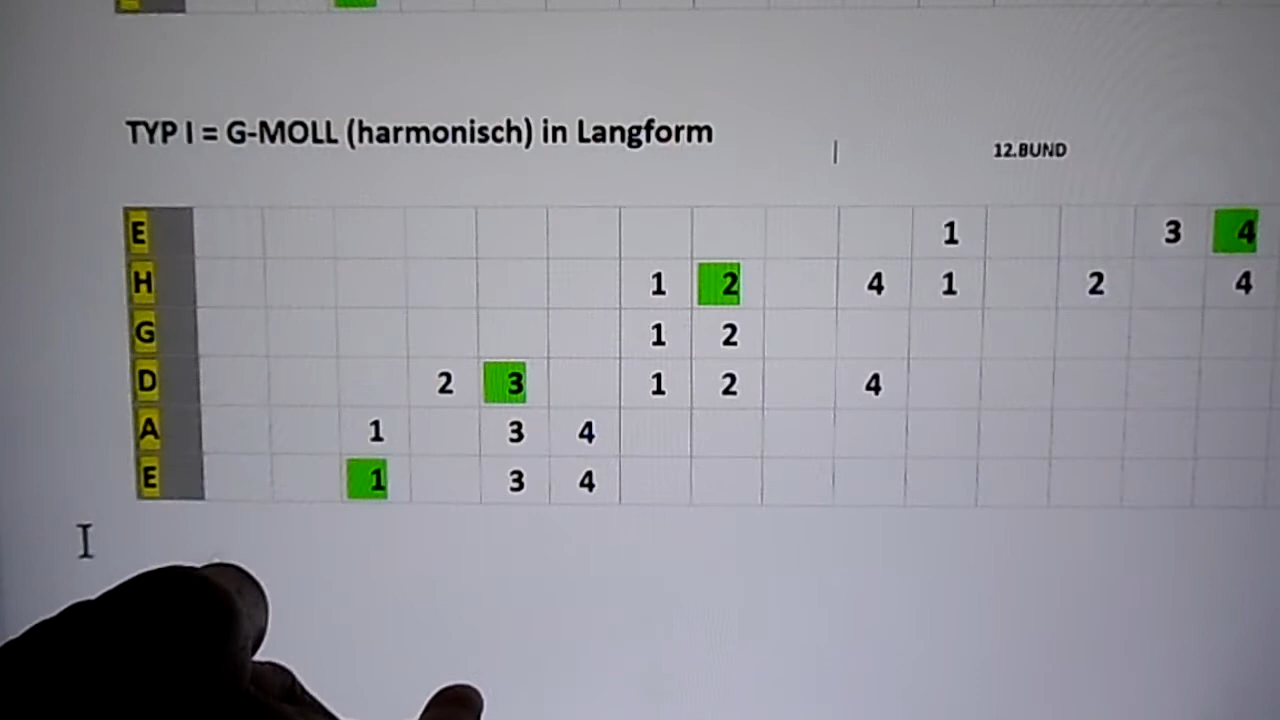 TYP I = G-MOLL (harmonisch) in Langform
12.BUND
E 1 3 4
H 1 2 4 1 2 4
G 1 2
D 2 3 1 2 4
A 1 3 4
E 1 3 4